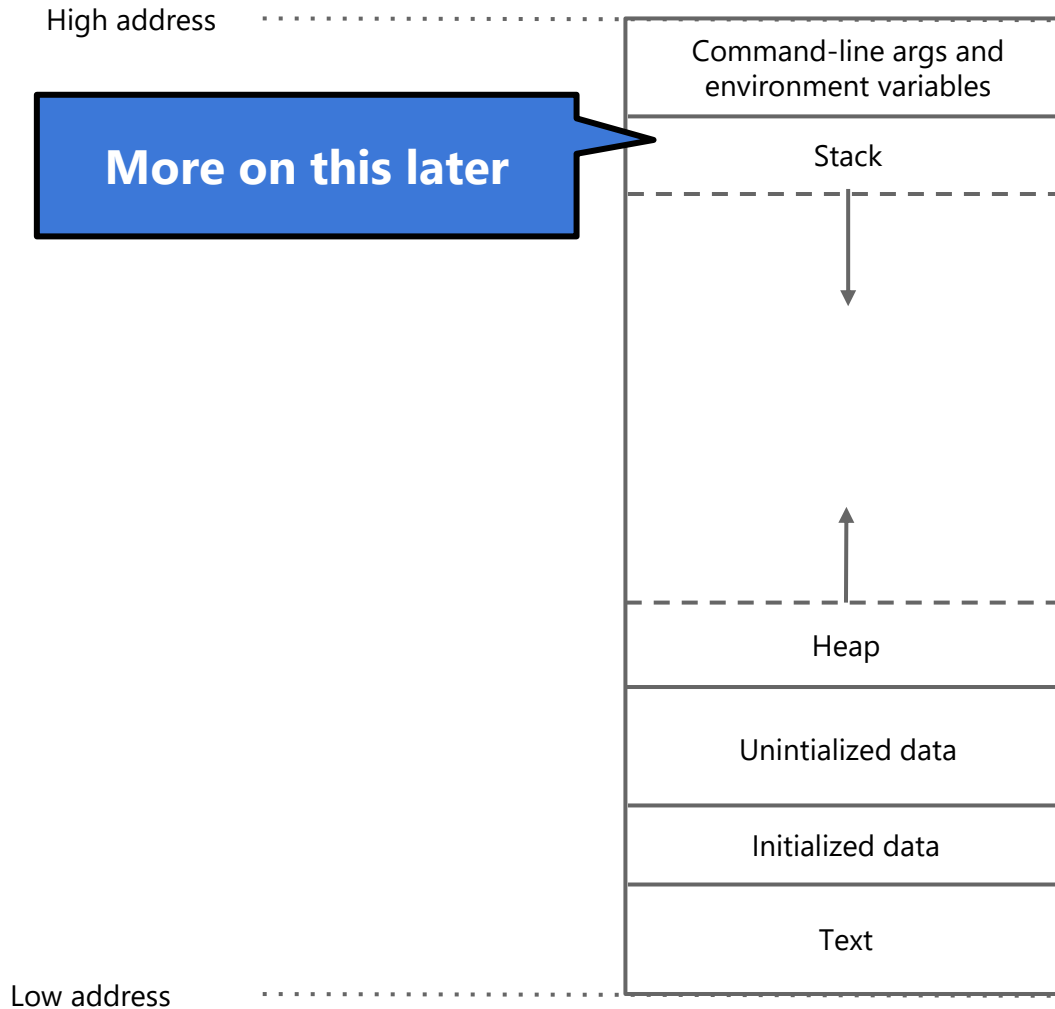 High address
Command-line args and
environment variables
More on this later
Stack
Heap
Unintialized data
Initialized data
Text
Low address